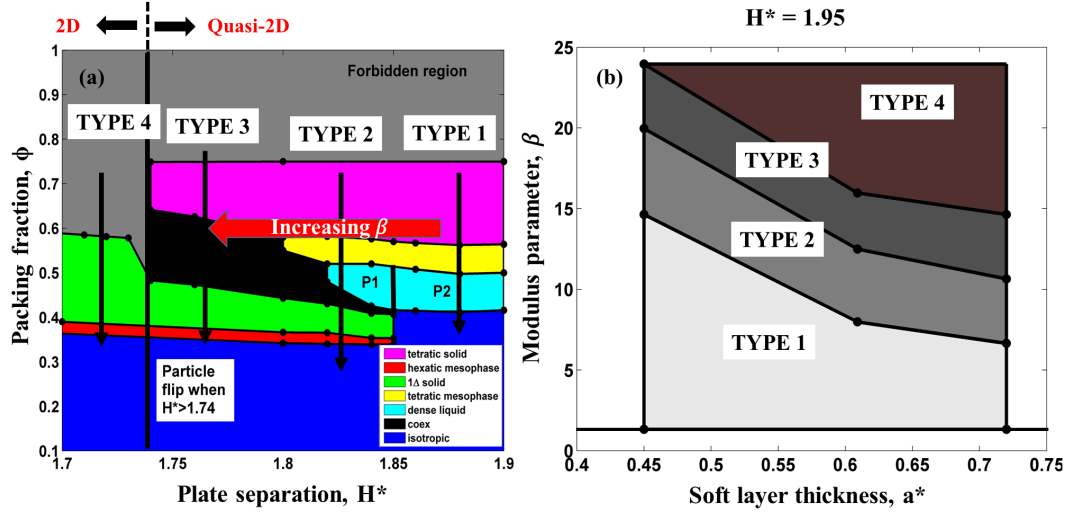 2D
Quasi-2D
H* = 1.95
(a)
Forbidden region
TYPE 4
TYPE 3
TYPE 2
TYPE 1
Increasing β
P1
P2
Particle
flip when
H*>1.74
tetratic solid
hexatic mesophase
1Δ solid
tetratic mesophase
dense liquid
coex
isotropic
1
0.9
0.8
0.7
0.6
0.5
0.4
0.3
0.2
0.1
1.7
1.75
1.8
1.85
1.9
Packing fraction, ϕ
Plate separation, H*
(b)
TYPE 4
TYPE 3
TYPE 2
TYPE 1
25
20
15
10
5
0
0.4
0.45
0.5
0.55
0.6
0.65
0.7
0.75
Modulus parameter, β
Soft layer thickness, a*